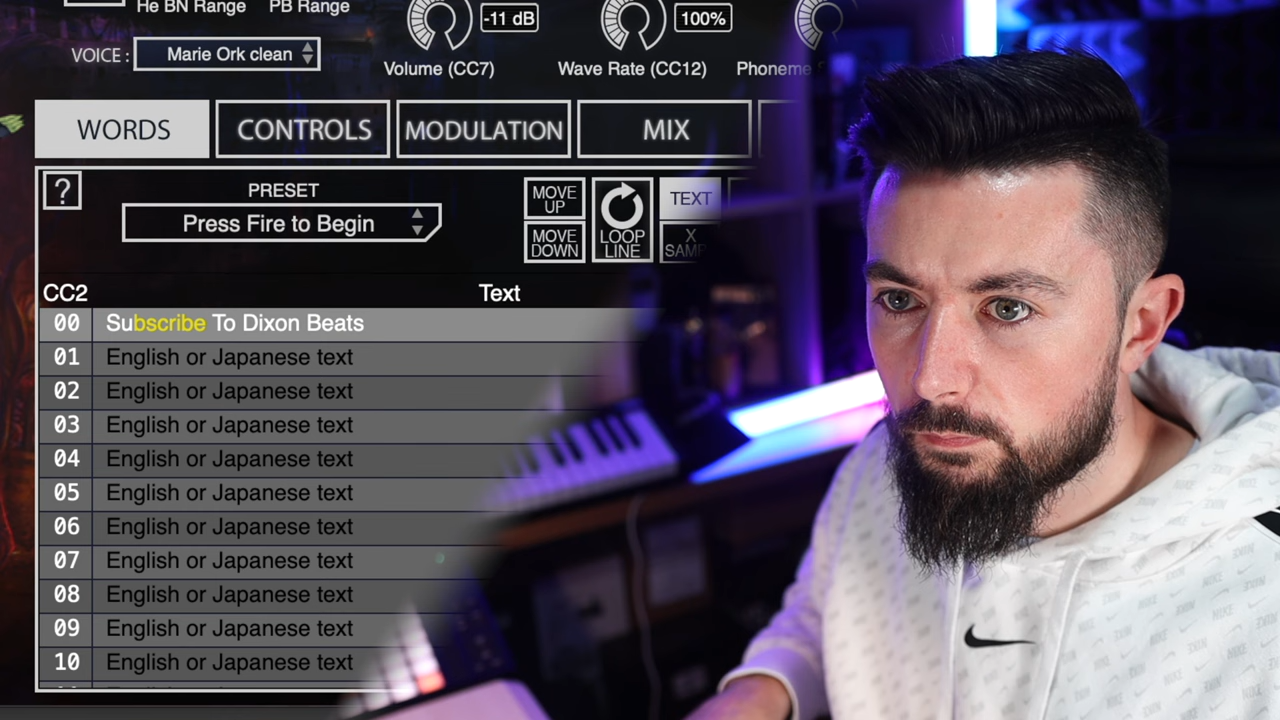 He BN Range PB Range
-11 dB 100%
VOICE : Marie Ork clean
Volume (CC7) Wave Rate (CC12) Phoneme
WORDS CONTROLS MODULATION MIX
? PRESET MOVE UP LOOP LINE TEXT
Press Fire to Begin MOVE DOWN X
CC2 Text
00 Subscribe To Dixon Beats
01 English or Japanese text
02 English or Japanese text
03 English or Japanese text
04 English or Japanese text
05 English or Japanese text
06 English or Japanese text
07 English or Japanese text
08 English or Japanese text
09 English or Japanese text
10 English or Japanese text